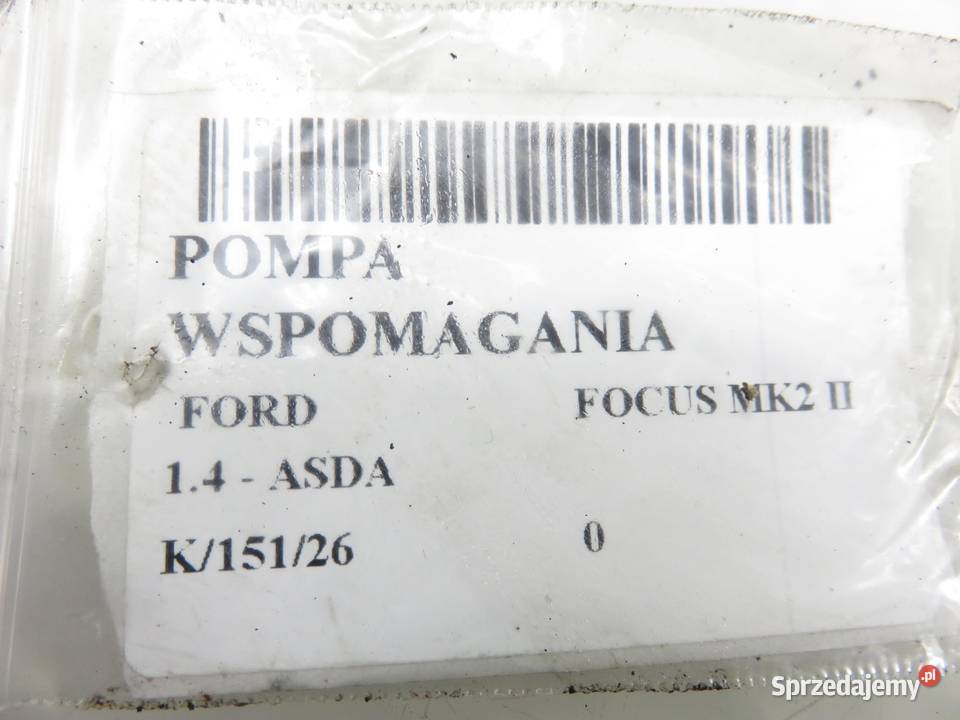 POMPA
WSPOMAGANIA
FORD FOCUS MK2 II
1.4 - ASDA
K/151/26 0
Sprzedajemy.pl